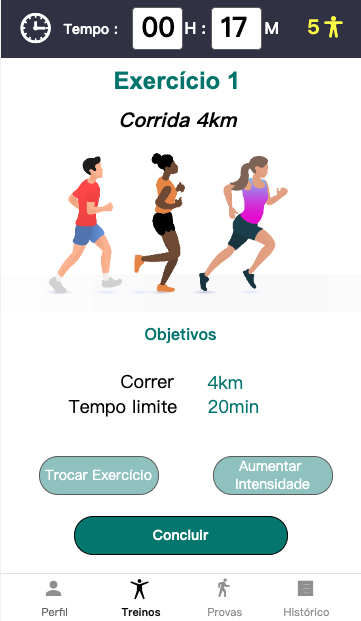 Tempo : 00 H : 17 M 5
Exercício 1
Corrida 4km
Objetivos
Correr 4km
Tempo limite 20min
Trocar Exercício
Aumentar
Intensidade
Concluir
Perfil Treinos Provas Histórico